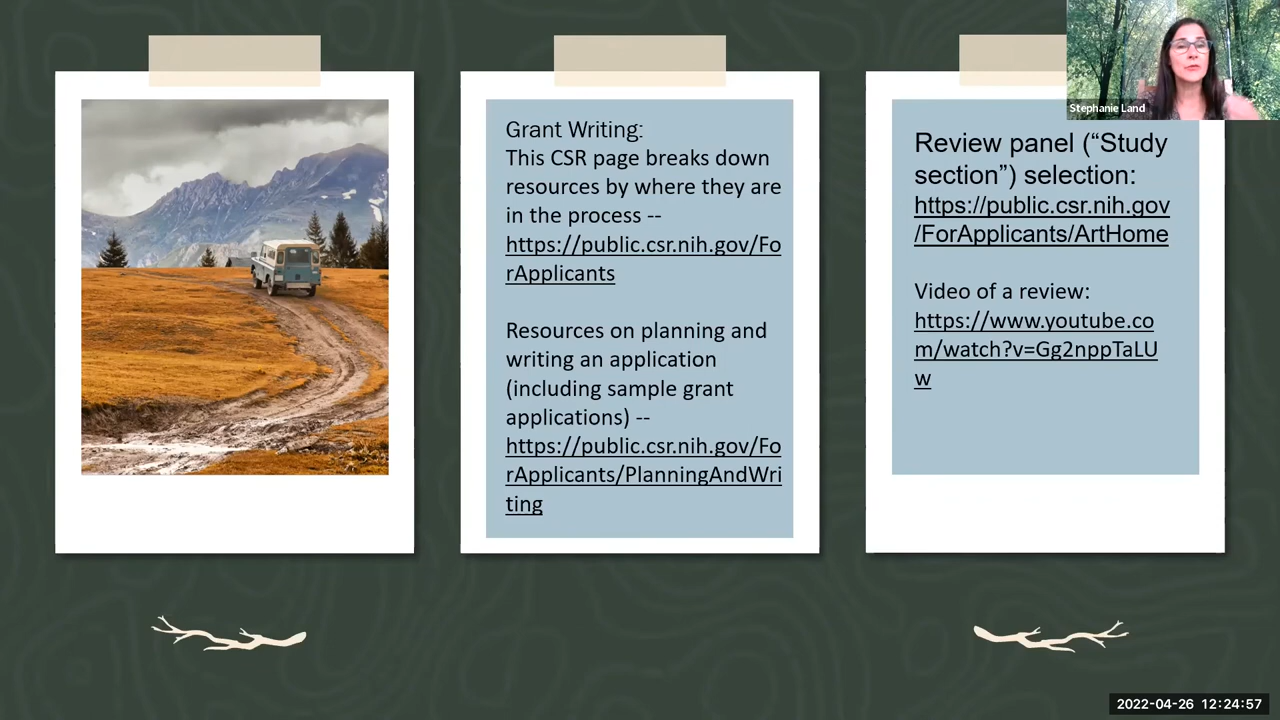 Grant Writing:
This CSR page breaks down
resources by where they are
in the process --
https://public.csr.nih.gov/Fo
rApplicants
Resources on planning and
writing an application
(including sample grant
applications) --
https://public.csr.nih.gov/Fo
rApplicants/PlanningAndWri
ting
Review panel (“Study
section”) selection:
https://public.csr.nih.gov
/ForApplicants/ArtHome
Video of a review:
https://www.youtube.co
m/watch?v=Gg2nppTaLU
w
Stephanie Land
2022-04-26 12:24:57